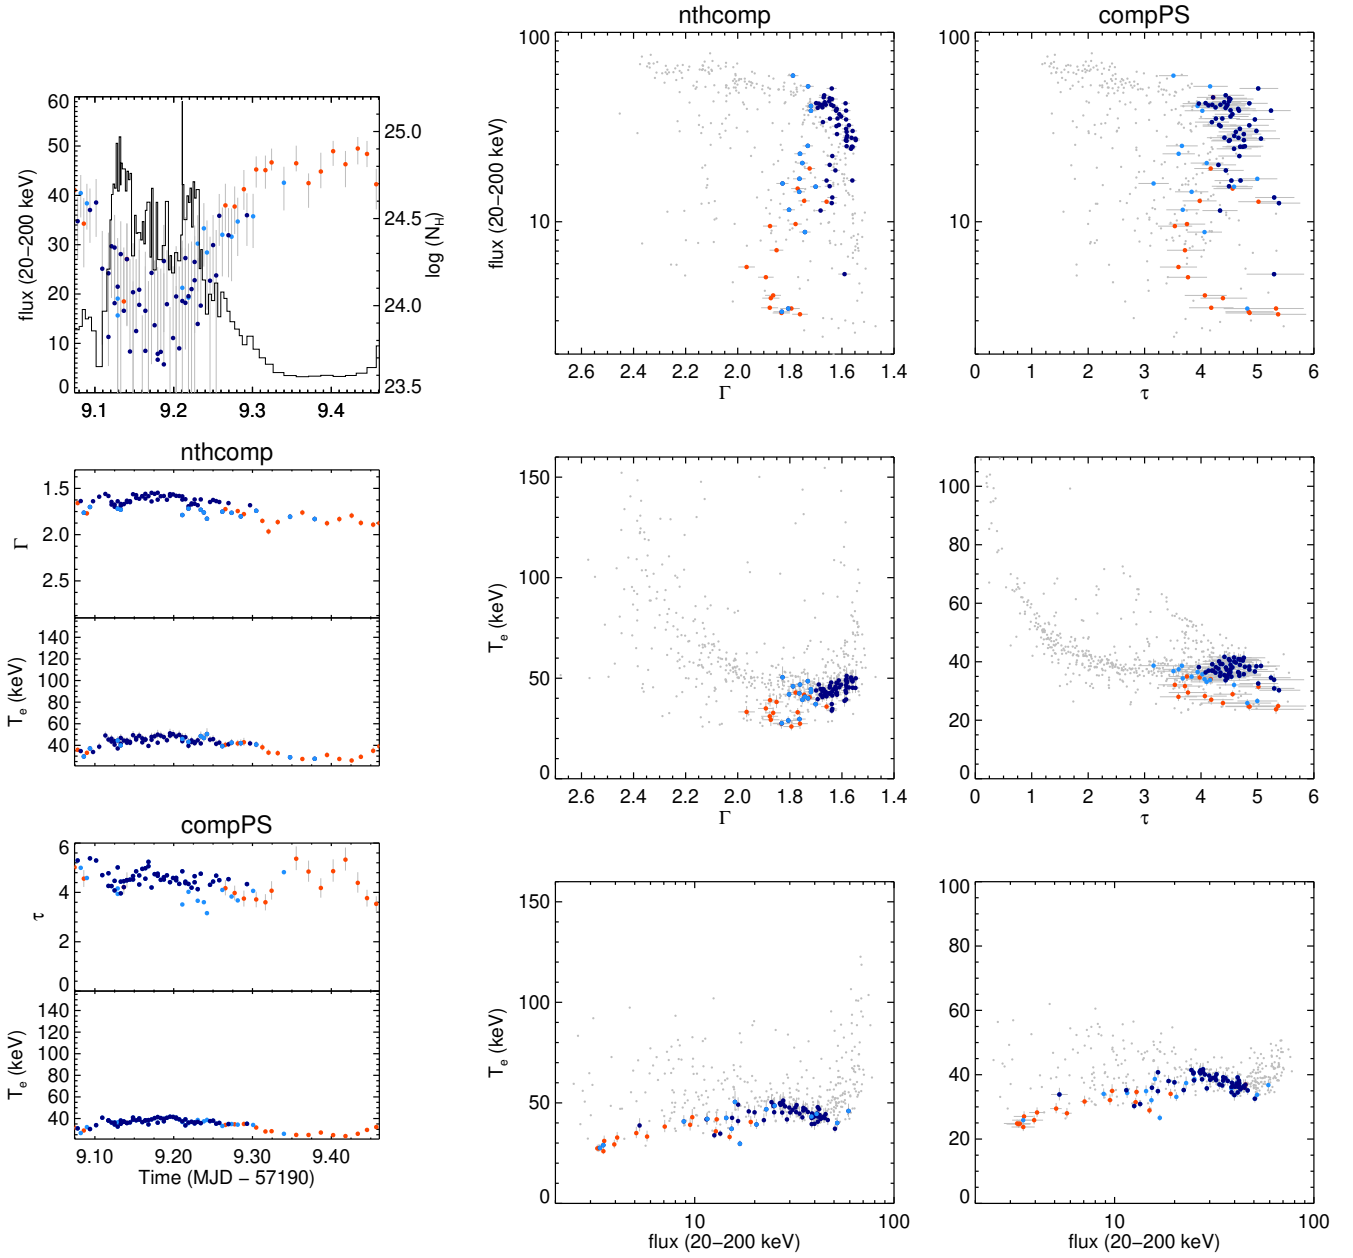 nthcomp
compPS
60
50
40
30
20
10
0
flux (20−200 keV)
25.0
24.5
24.0
23.5
log (N_H)
9.1 9.2 9.3 9.4
100
10
flux (20−200 keV)
2.6 2.4 2.2 2.0 1.8 1.6 1.4
Γ
100
10
0 1 2 3 4 5 6
τ
nthcomp
1.5
2.0
2.5
Γ
140
120
100
80
60
40
T_e (keV)
150
100
50
0
T_e (keV)
2.6 2.4 2.2 2.0 1.8 1.6 1.4
Γ
100
80
60
40
20
0
0 1 2 3 4 5 6
τ
compPS
6
4
2
0
τ
140
120
100
80
60
40
T_e (keV)
9.10 9.20 9.30 9.40
Time (MJD − 57190)
150
100
50
0
T_e (keV)
10 100
flux (20−200 keV)
100
80
60
40
20
0
10 100
flux (20−200 keV)